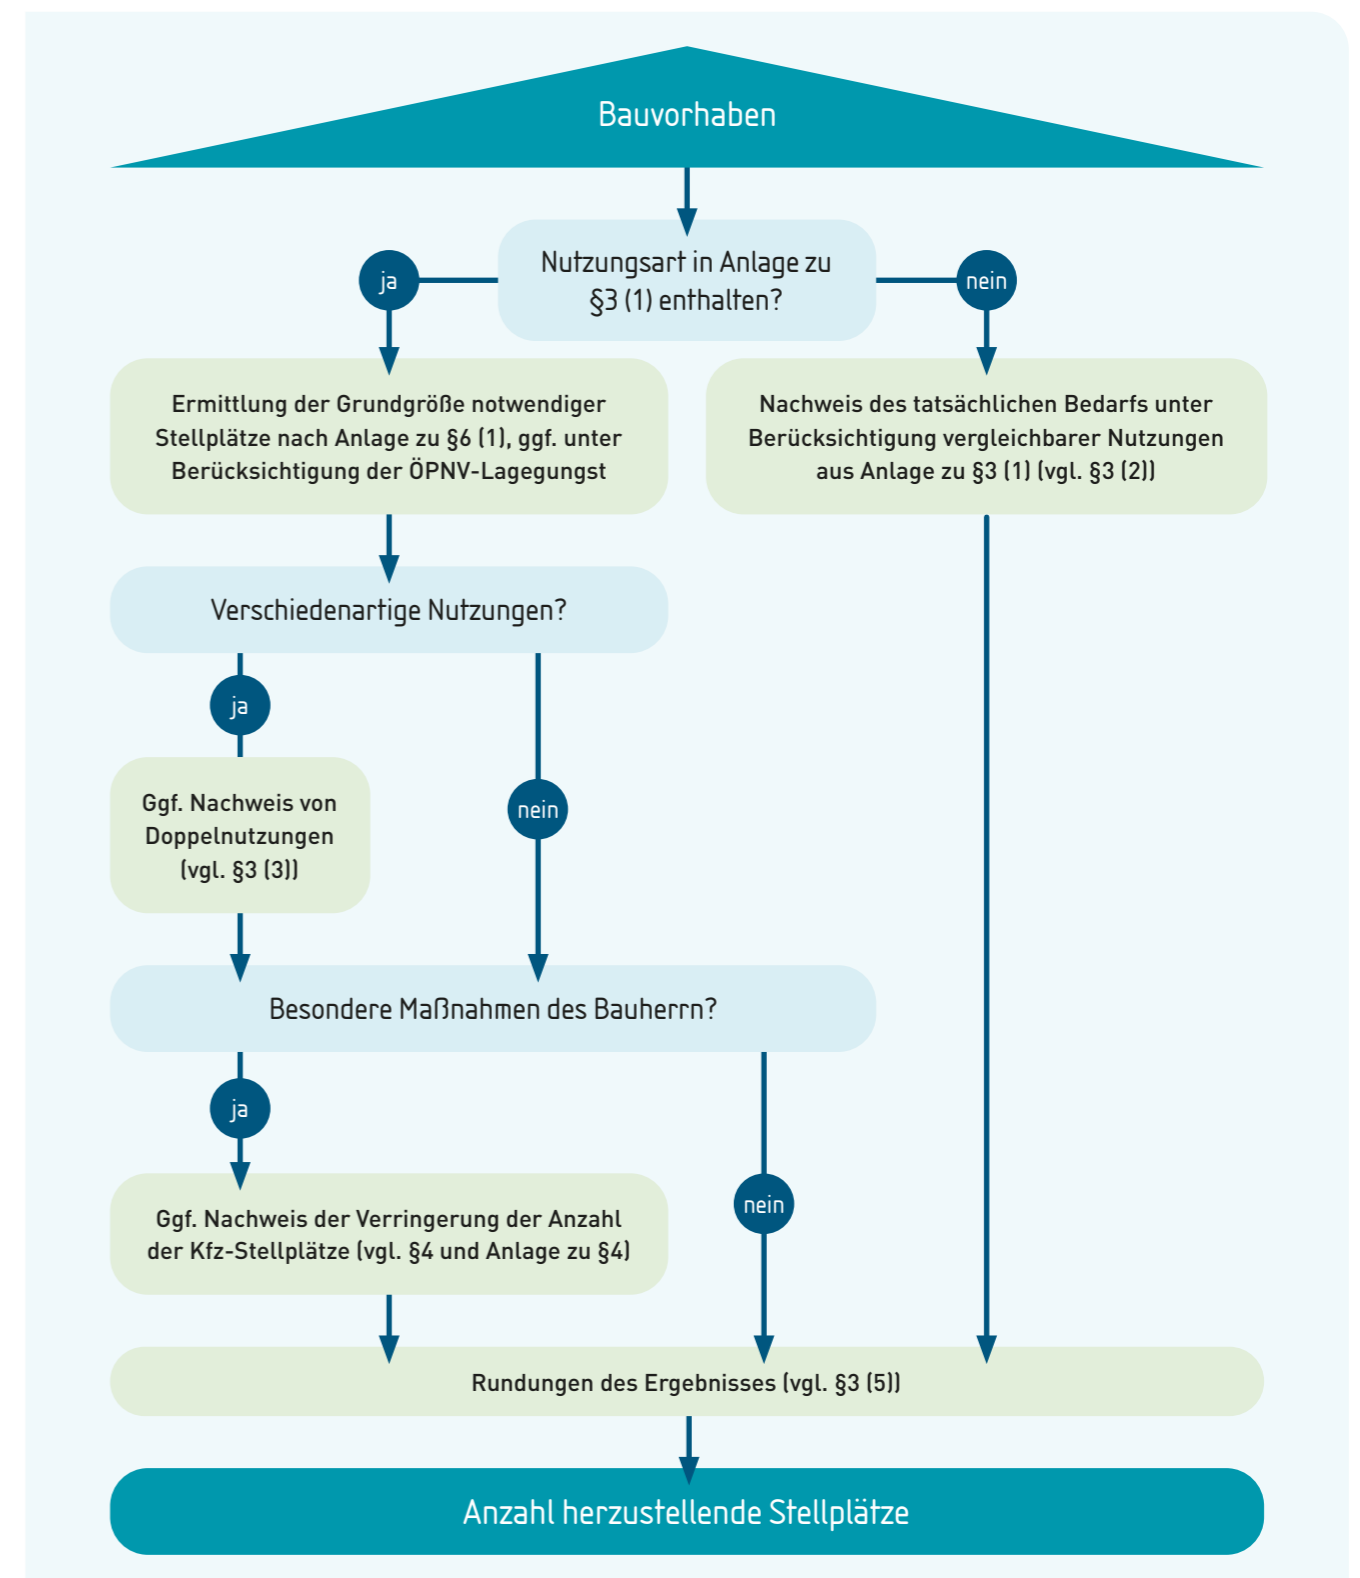 Bauvorhaben
Nutzungsart in Anlage zu
§3 (1) enthalten?
ja
nein
Ermittlung der Grundgröße notwendiger
Stellplätze nach Anlage zu §6 (1), ggf. unter
Berücksichtigung der ÖPNV-Lagegungst
Nachweis des tatsächlichen Bedarfs unter
Berücksichtigung vergleichbarer Nutzungen
aus Anlage zu §3 (1) (vgl. §3 (2))
Verschiedenartige Nutzungen?
ja
nein
Ggf. Nachweis von
Doppelnutzungen
(vgl. §3 (3))
Besondere Maßnahmen des Bauherrn?
ja
nein
Ggf. Nachweis der Verringerung der Anzahl
der Kfz-Stellplätze (vgl. §4 und Anlage zu §4)
Rundungen des Ergebnisses (vgl. §3 (5))
Anzahl herzustellende Stellplätze